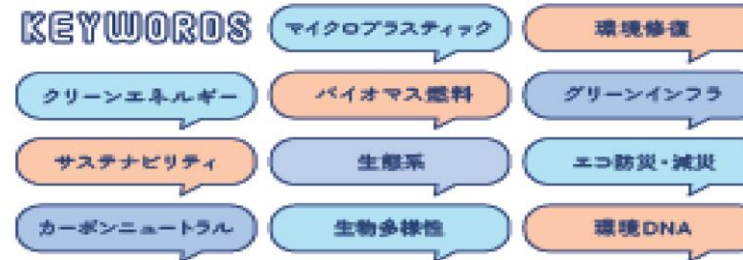 KEYWORDS
マイクロプラスティック
環境修復
クリーンエネルギー
バイオマス燃料
グリーンインフラ
サステナビリティ
生態系
エコ防災・減災
カーボンニュートラル
生物多様性
環境DNA